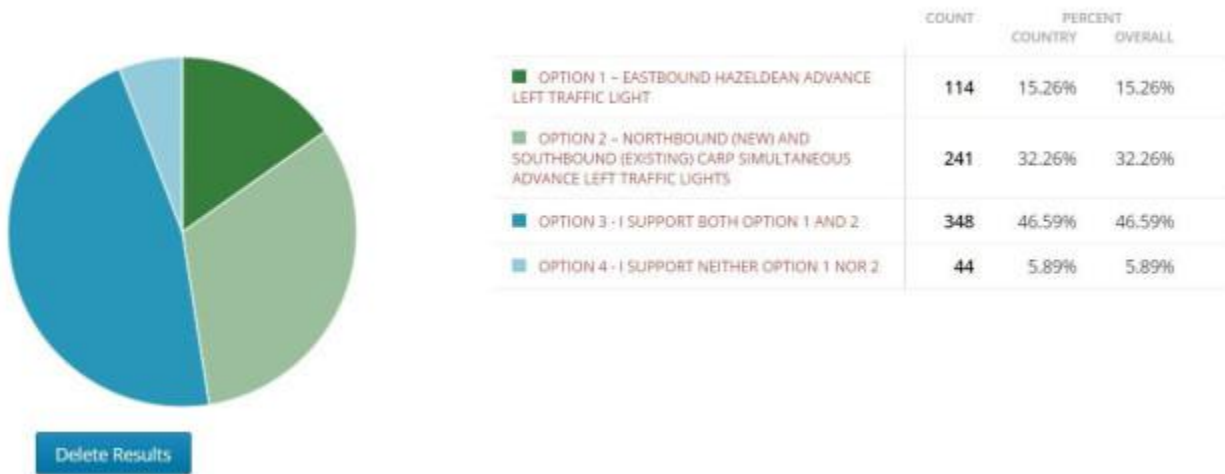 COUNT PERCENT
COUNTRY OVERALL
OPTION 1 – EASTBOUND HAZELDEAN ADVANCE
LEFT TRAFFIC LIGHT
114 15.26% 15.26%
OPTION 2 – NORTHBOUND (NEW) AND
SOUTHBOUND (EXISTING) CARP SIMULTANEOUS
ADVANCE LEFT TRAFFIC LIGHTS
241 32.26% 32.26%
OPTION 3 - I SUPPORT BOTH OPTION 1 AND 2 348 46.59% 46.59%
OPTION 4 - I SUPPORT NEITHER OPTION 1 NOR 2 44 5.89% 5.89%
Delete Results